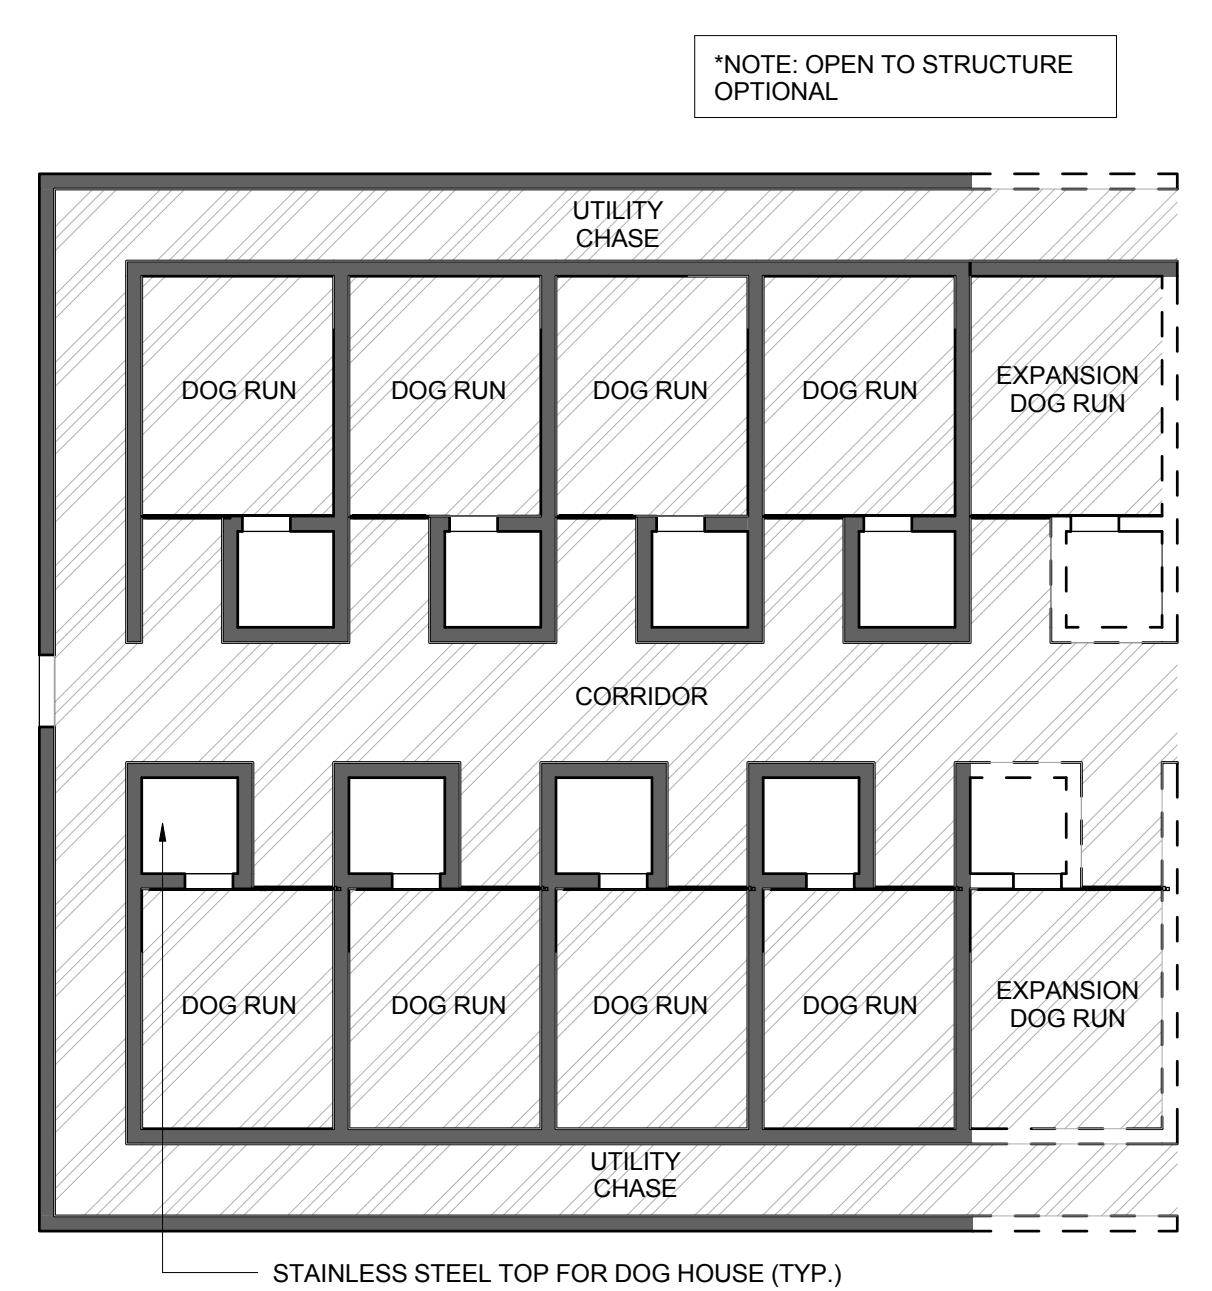 *NOTE: OPEN TO STRUCTURE
OPTIONAL
UTILITY
CHASE
DOG RUN
DOG RUN
DOG RUN
DOG RUN
EXPANSION
DOG RUN
CORRIDOR
DOG RUN
DOG RUN
DOG RUN
DOG RUN
EXPANSION
DOG RUN
UTILITY
CHASE
STAINLESS STEEL TOP FOR DOG HOUSE (TYP.)